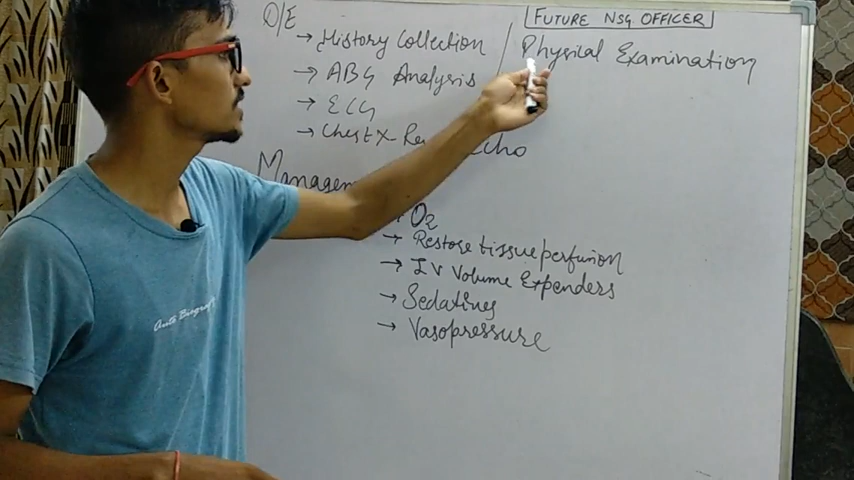 FUTURE NSG OFFICER
O/E
→ History Collection / Physical Examination
→ ABG Analysis
→ ECG
→ Chest X Echo
→ O2
→ Restore tissue perfusion
→ IV Volume Expenders
→ Sedatives
→ Vasopressure
Auto